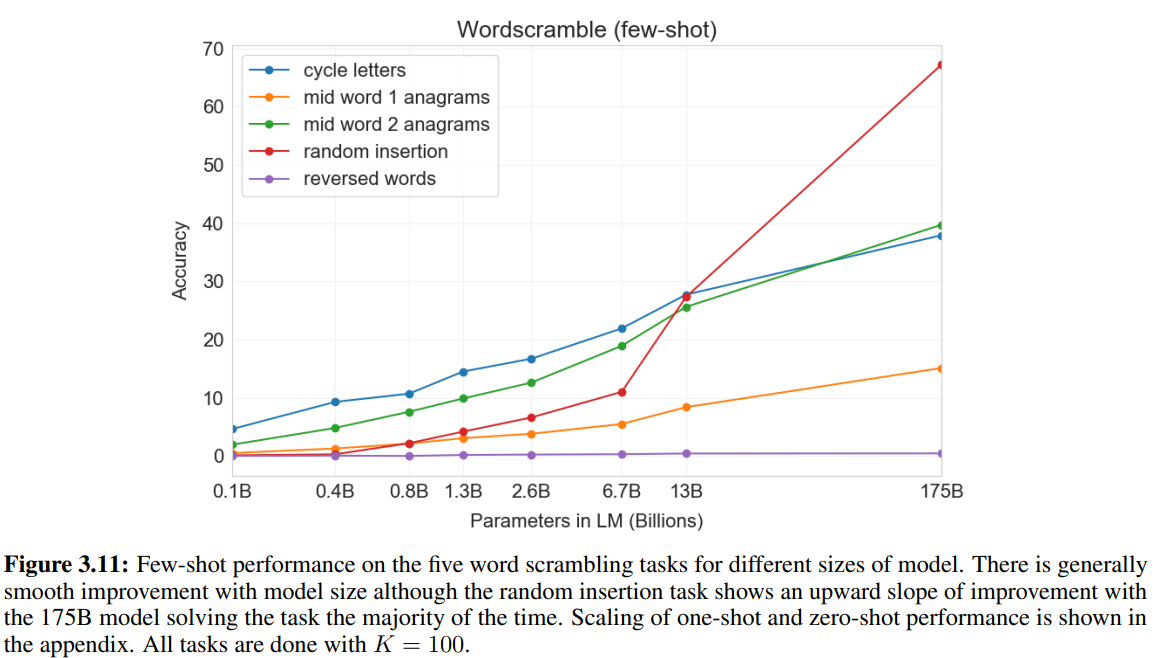 Wordscramble (few-shot)
70
60
50
40
30
20
10
0
Accuracy
cycle letters
mid word 1 anagrams
mid word 2 anagrams
random insertion
reversed words
0.1B 0.4B 0.8B 1.3B 2.6B 6.7B 13B 175B
Parameters in LM (Billions)
Figure 3.11: Few-shot performance on the five word scrambling tasks for different sizes of model. There is generally
smooth improvement with model size although the random insertion task shows an upward slope of improvement with
the 175B model solving the task the majority of the time. Scaling of one-shot and zero-shot performance is shown in
the appendix. All tasks are done with K = 100.